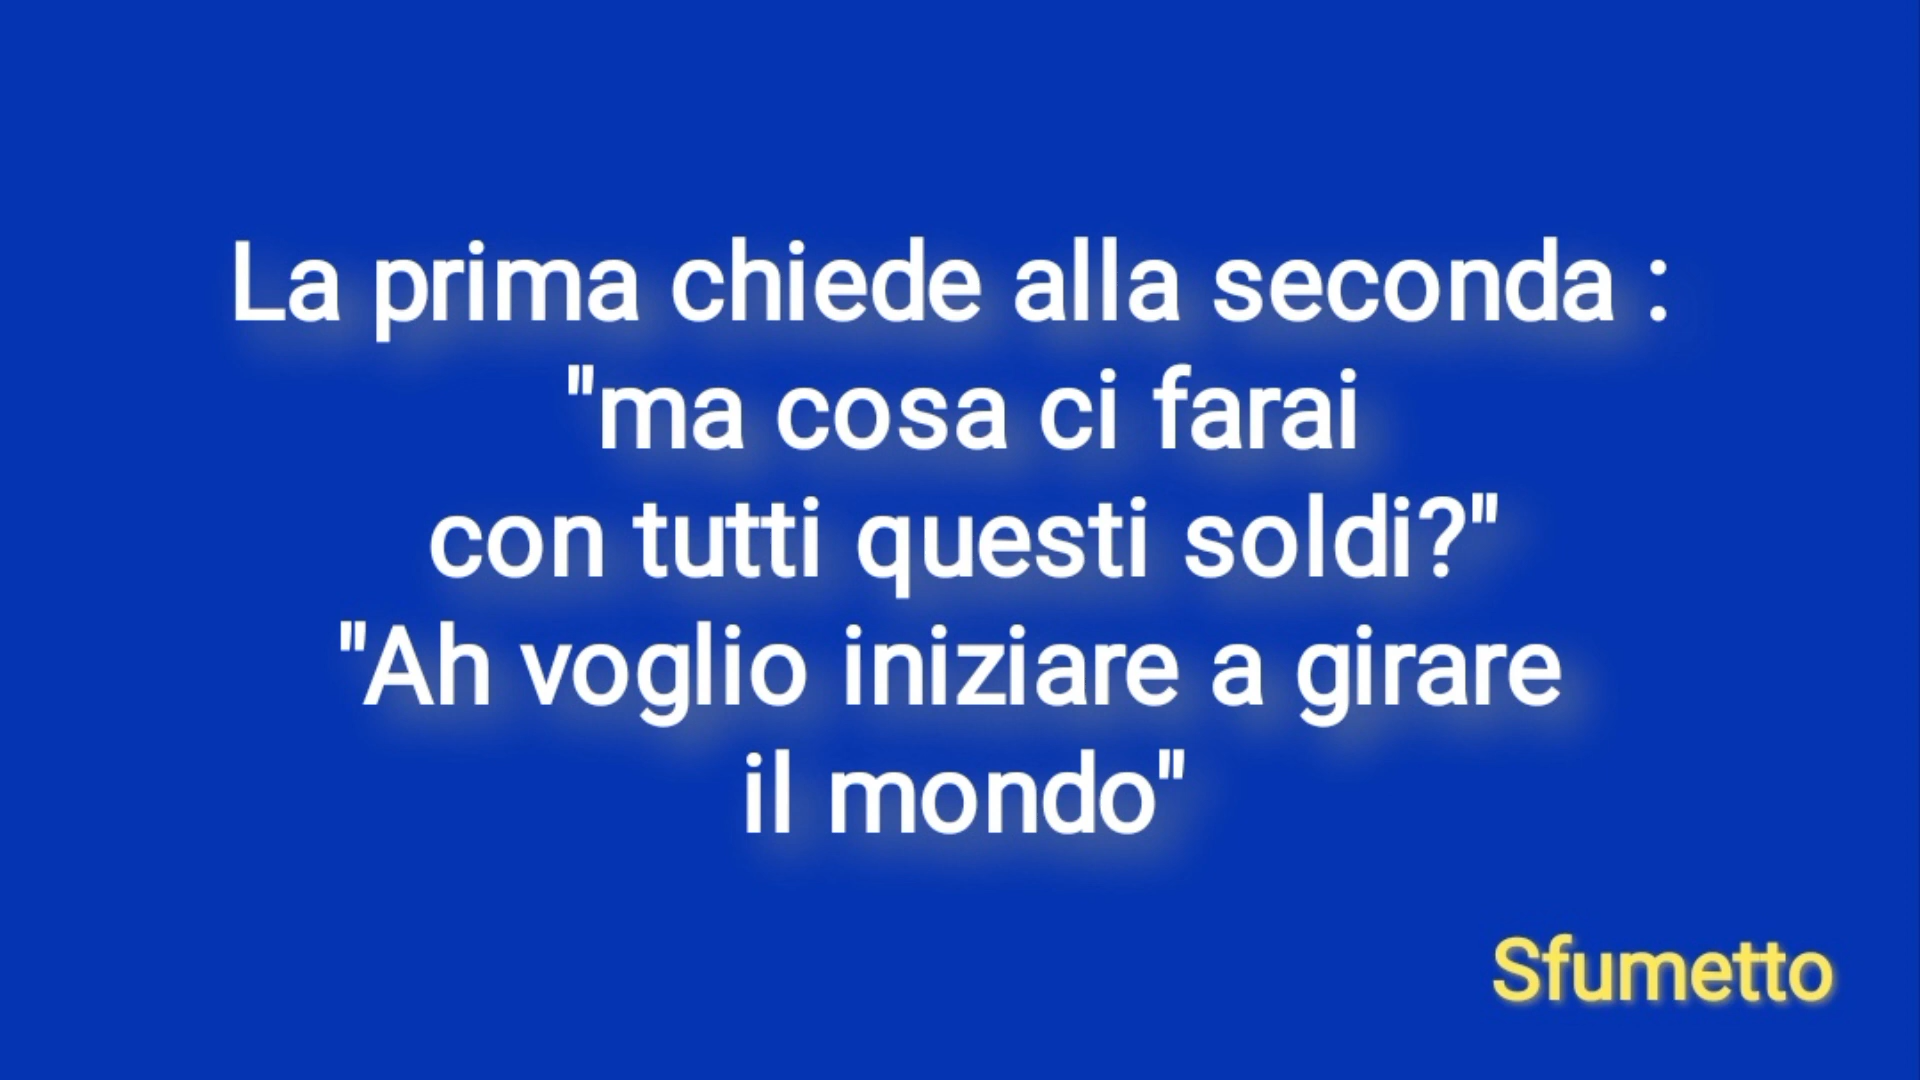 La prima chiede alla seconda :
"ma cosa ci farai
con tutti questi soldi?"
"Ah voglio iniziare a girare
il mondo"
Sfumetto